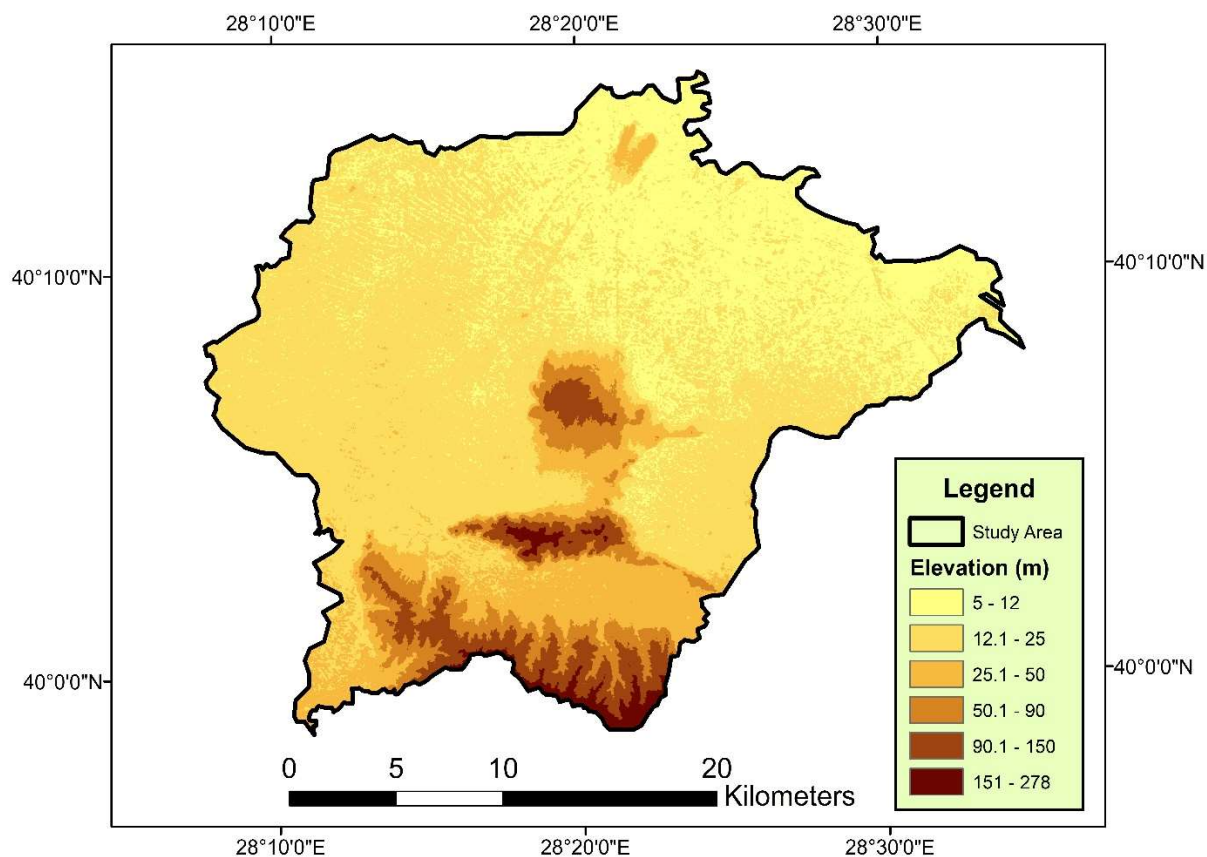 28°10'0"E 28°20'0"E 28°30'0"E
40°10'0"N 40°10'0"N
Legend
Study Area
Elevation (m)
5 - 12
12.1 - 25
25.1 - 50
50.1 - 90
90.1 - 150
151 - 278
40°0'0"N 40°0'0"N
0 5 10 20
Kilometers
28°10'0"E 28°20'0"E 28°30'0"E